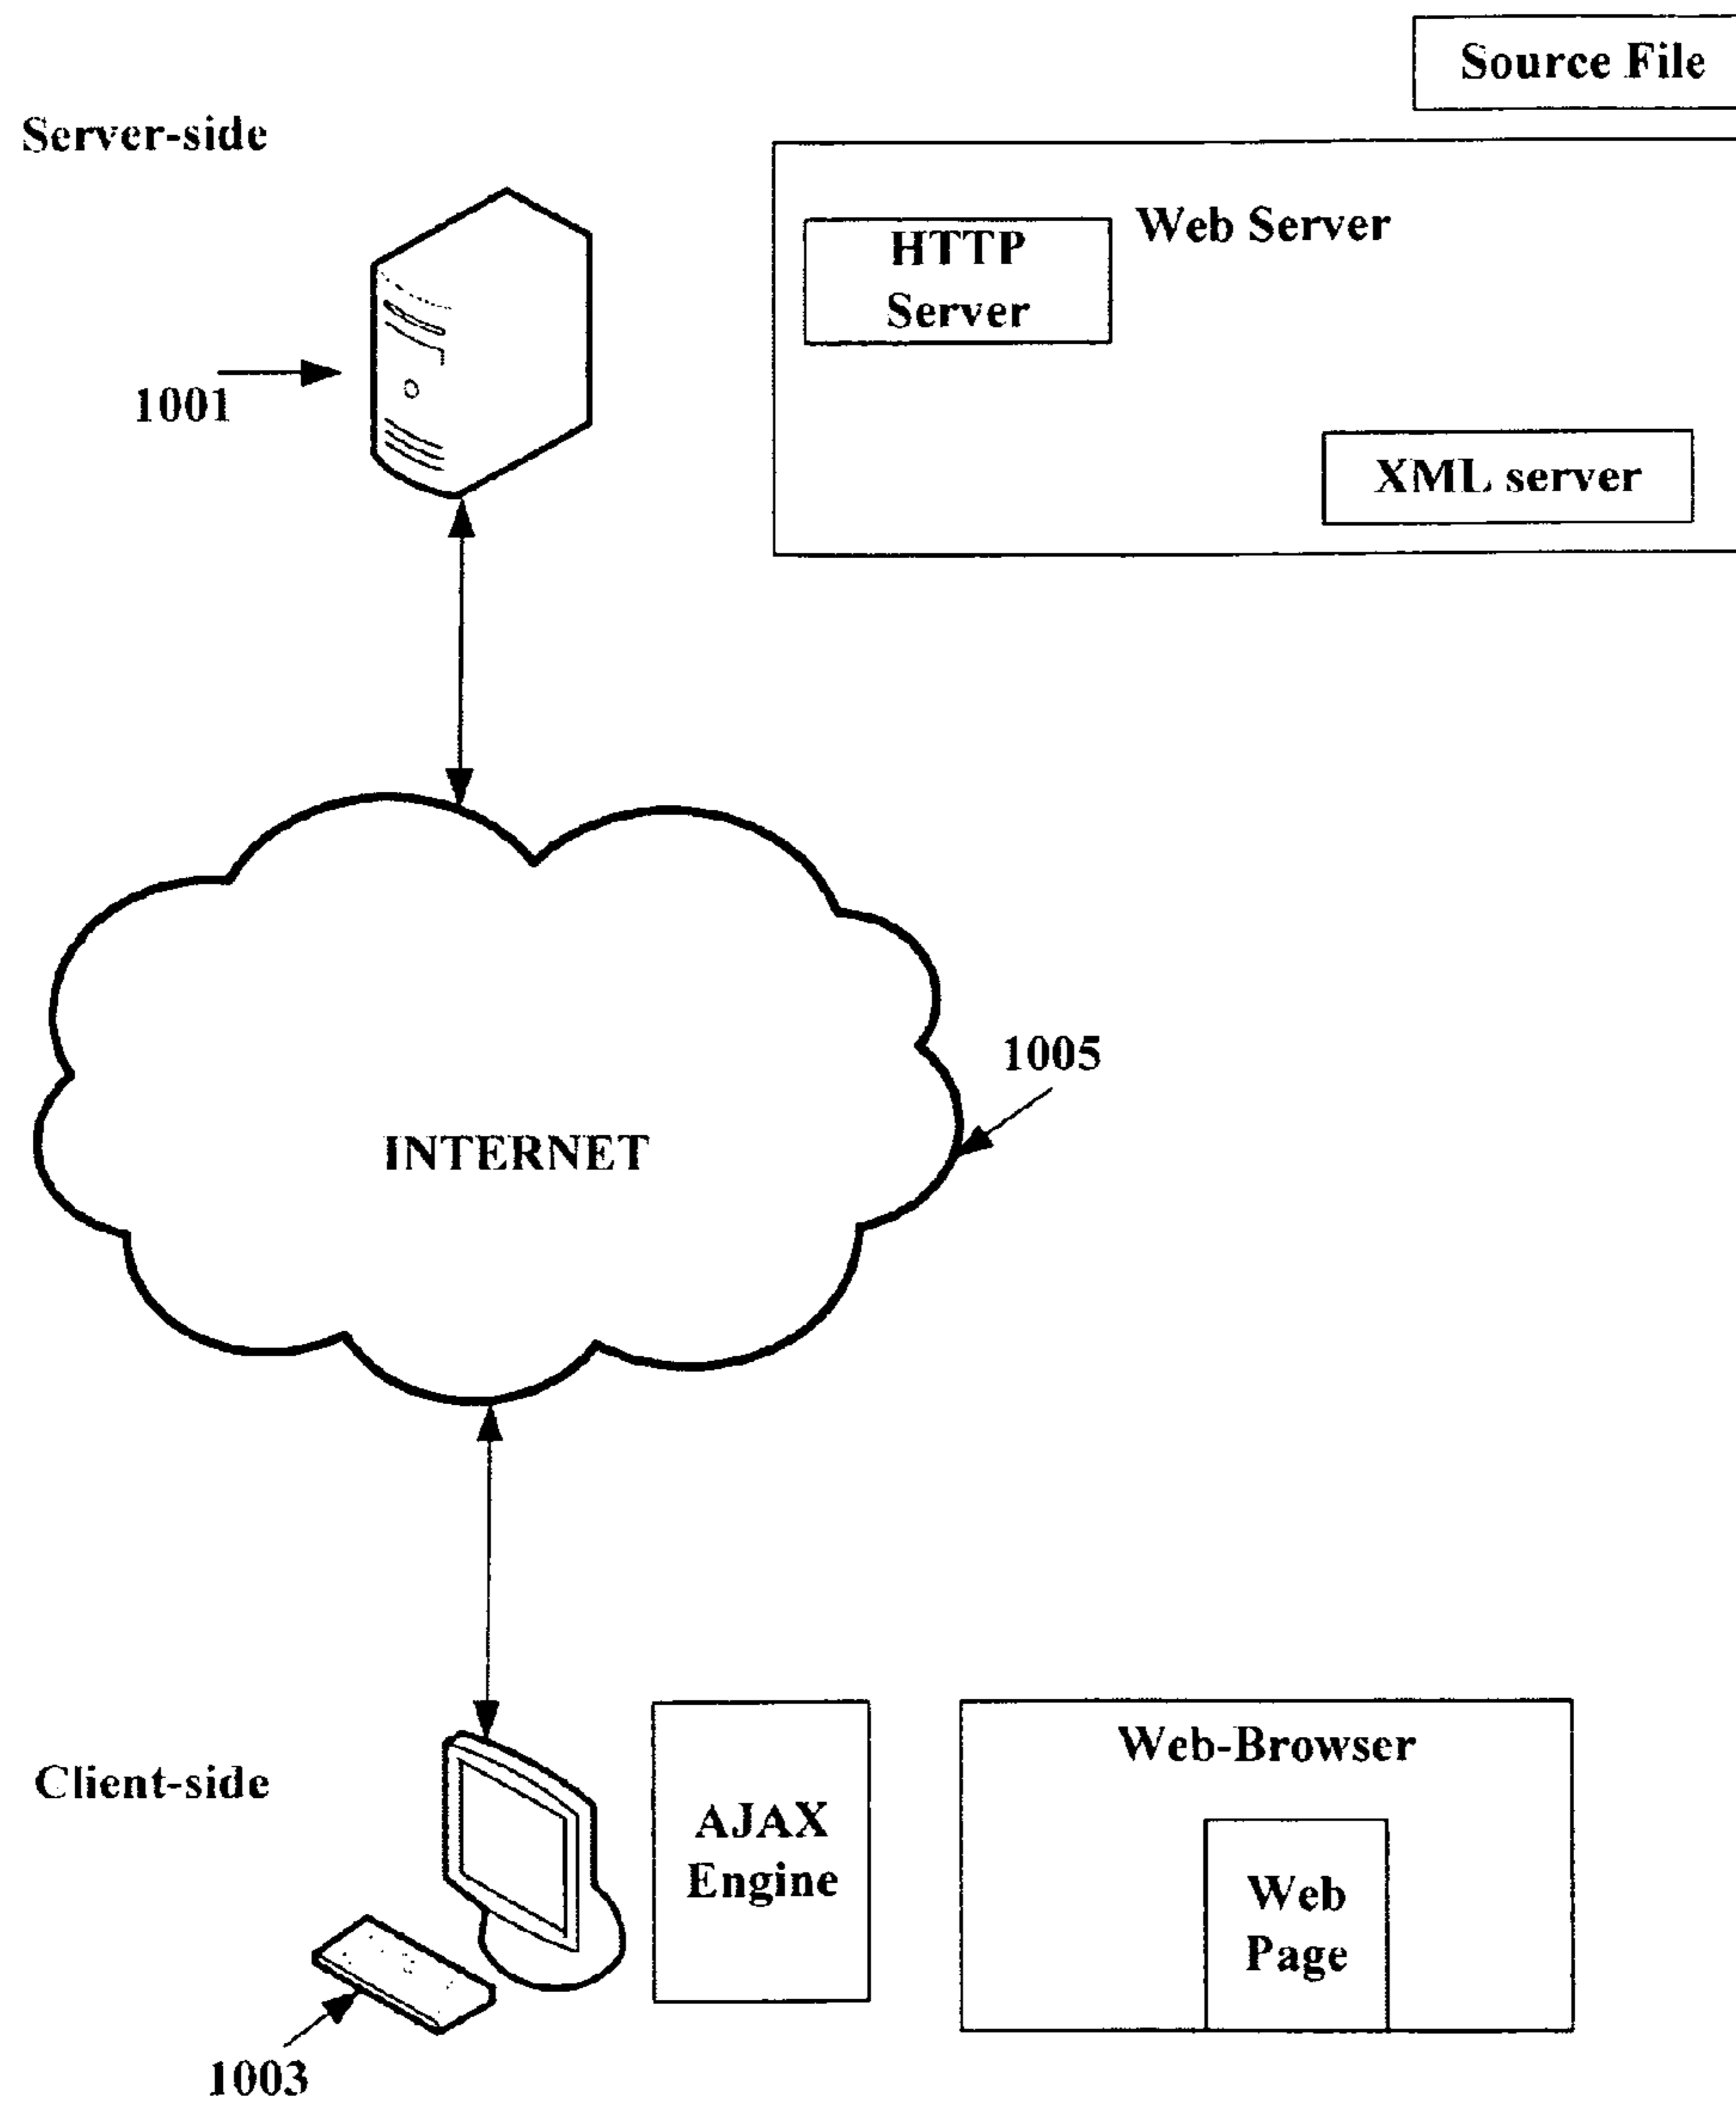 Source File
Server-side
Web Server
HTTP
Server
1001
XML server
1005
INTERNET
Web-Browser
Client-side
AJAX
Engine
Web
Page
1003